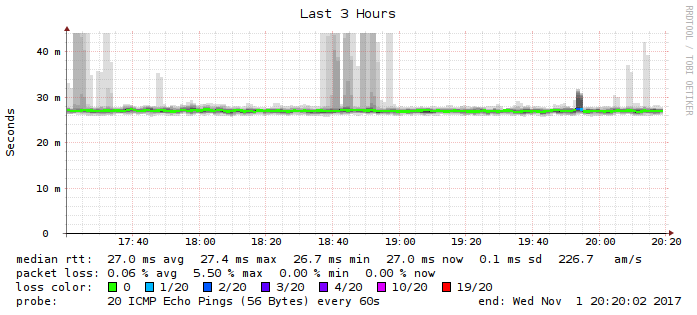 Last 3 Hours
RRDTOOL / TOBI OETIKER
Seconds
40 m
30 m
20 m
10 m
0
17:40 18:00 18:20 18:40 19:00 19:20 19:40 20:00 20:20
median rtt: 27.0 ms avg 27.4 ms max 26.7 ms min 27.0 ms now 0.1 ms sd 226.7 am/s
packet loss: 0.06 % avg 5.50 % max 0.00 % min 0.00 % now
loss color: 0 1/20 2/20 3/20 4/20 10/20 19/20
probe: 20 ICMP Echo Pings (56 Bytes) every 60s end: Wed Nov 1 20:20:02 2017